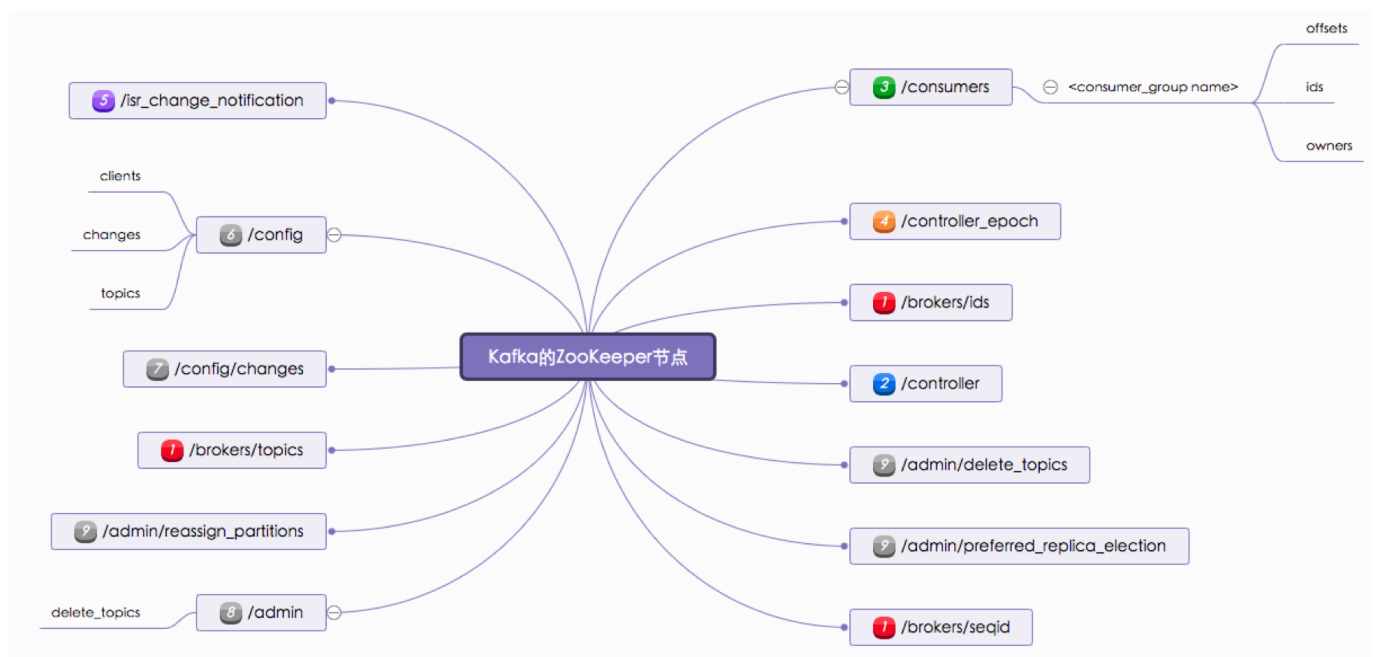 Kafka的ZooKeeper节点
3 /consumers
<consumer_group name>
offsets
ids
owners
4 /controller_epoch
1 /brokers/ids
2 /controller
9 /admin/delete_topics
9 /admin/preferred_replica_election
1 /brokers/seqid
5 /isr_change_notification
6 /config
clients
changes
topics
7 /config/changes
1 /brokers/topics
9 /admin/reassign_partitions
8 /admin
delete_topics